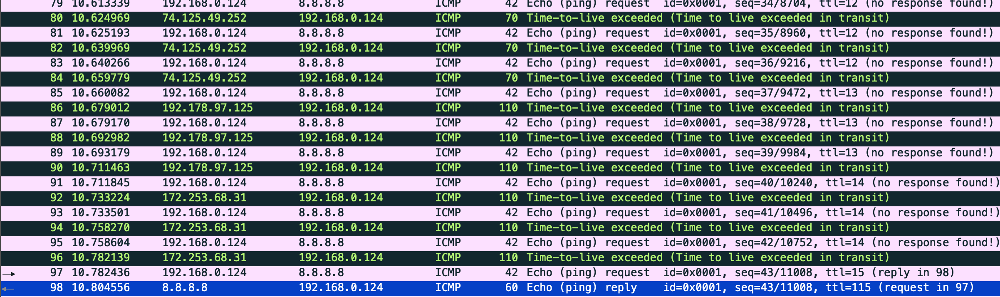 79 10.613339 192.168.0.124 8.8.8.8 ICMP 42 Echo (ping) request id=0x0001, seq=34/8704, ttl=12 (no response found!)
80 10.624969 74.125.49.252 192.168.0.124 ICMP 70 Time-to-live exceeded (Time to live exceeded in transit)
81 10.625193 192.168.0.124 8.8.8.8 ICMP 42 Echo (ping) request id=0x0001, seq=35/8960, ttl=12 (no response found!)
82 10.639969 74.125.49.252 192.168.0.124 ICMP 70 Time-to-live exceeded (Time to live exceeded in transit)
83 10.640266 192.168.0.124 8.8.8.8 ICMP 42 Echo (ping) request id=0x0001, seq=36/9216, ttl=12 (no response found!)
84 10.659779 74.125.49.252 192.168.0.124 ICMP 70 Time-to-live exceeded (Time to live exceeded in transit)
85 10.660082 192.168.0.124 8.8.8.8 ICMP 42 Echo (ping) request id=0x0001, seq=37/9472, ttl=13 (no response found!)
86 10.679012 192.178.97.125 192.168.0.124 ICMP 110 Time-to-live exceeded (Time to live exceeded in transit)
87 10.679170 192.168.0.124 8.8.8.8 ICMP 42 Echo (ping) request id=0x0001, seq=38/9728, ttl=13 (no response found!)
88 10.692982 192.178.97.125 192.168.0.124 ICMP 110 Time-to-live exceeded (Time to live exceeded in transit)
89 10.693179 192.168.0.124 8.8.8.8 ICMP 42 Echo (ping) request id=0x0001, seq=39/9984, ttl=13 (no response found!)
90 10.711463 192.178.97.125 192.168.0.124 ICMP 110 Time-to-live exceeded (Time to live exceeded in transit)
91 10.711845 192.168.0.124 8.8.8.8 ICMP 42 Echo (ping) request id=0x0001, seq=40/10240, ttl=14 (no response found!)
92 10.733224 172.253.68.31 192.168.0.124 ICMP 110 Time-to-live exceeded (Time to live exceeded in transit)
93 10.733501 192.168.0.124 8.8.8.8 ICMP 42 Echo (ping) request id=0x0001, seq=41/10496, ttl=14 (no response found!)
94 10.758270 172.253.68.31 192.168.0.124 ICMP 110 Time-to-live exceeded (Time to live exceeded in transit)
95 10.758604 192.168.0.124 8.8.8.8 ICMP 42 Echo (ping) request id=0x0001, seq=42/10752, ttl=14 (no response found!)
96 10.782139 172.253.68.31 192.168.0.124 ICMP 110 Time-to-live exceeded (Time to live exceeded in transit)
97 10.782436 192.168.0.124 8.8.8.8 ICMP 42 Echo (ping) request id=0x0001, seq=43/11008, ttl=15 (reply in 98)
98 10.804556 8.8.8.8 192.168.0.124 ICMP 60 Echo (ping) reply id=0x0001, seq=43/11008, ttl=115 (request in 97)